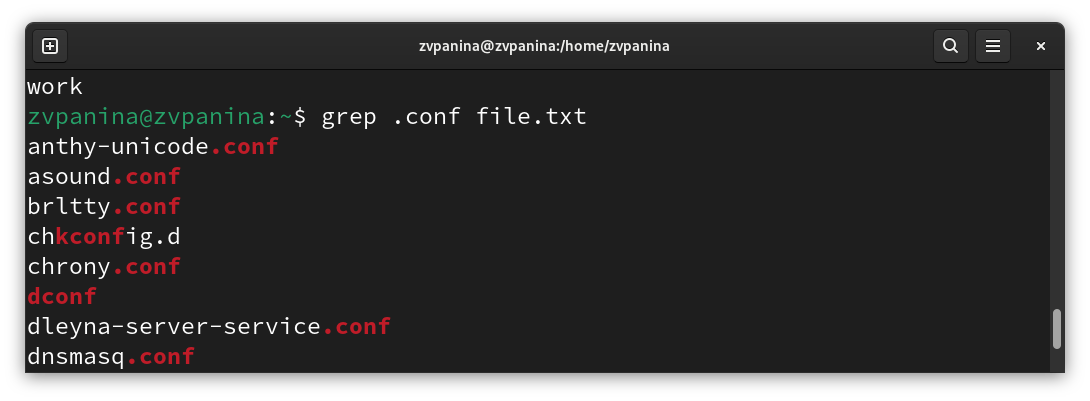 zvpanina@zvpanina:/home/zvpanina
work
zvpanina@zvpanina:~$ grep .conf file.txt
anthy-unicode.conf
asound.conf
brltty.conf
chkconfig.d
chrony.conf
dconf
dleyna-server-service.conf
dnsmasq.conf